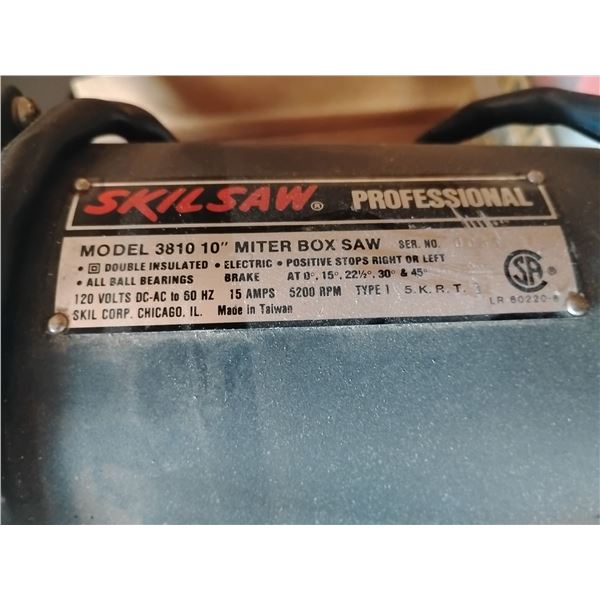 SKILSAW® PROFESSIONAL
MODEL 3810 10" MITER BOX SAW SER. NO.
• DOUBLE INSULATED • ELECTRIC • POSITIVE STOPS RIGHT OR LEFT
• ALL BALL BEARINGS BRAKE AT 0°, 15°, 22½°, 30° & 45°
120 VOLTS DC-AC to 60 HZ 15 AMPS 5200 RPM TYPE 1 S.K.R.T.
SKIL CORP. CHICAGO, IL. Made in Taiwan
SA ®
LR 60220-6